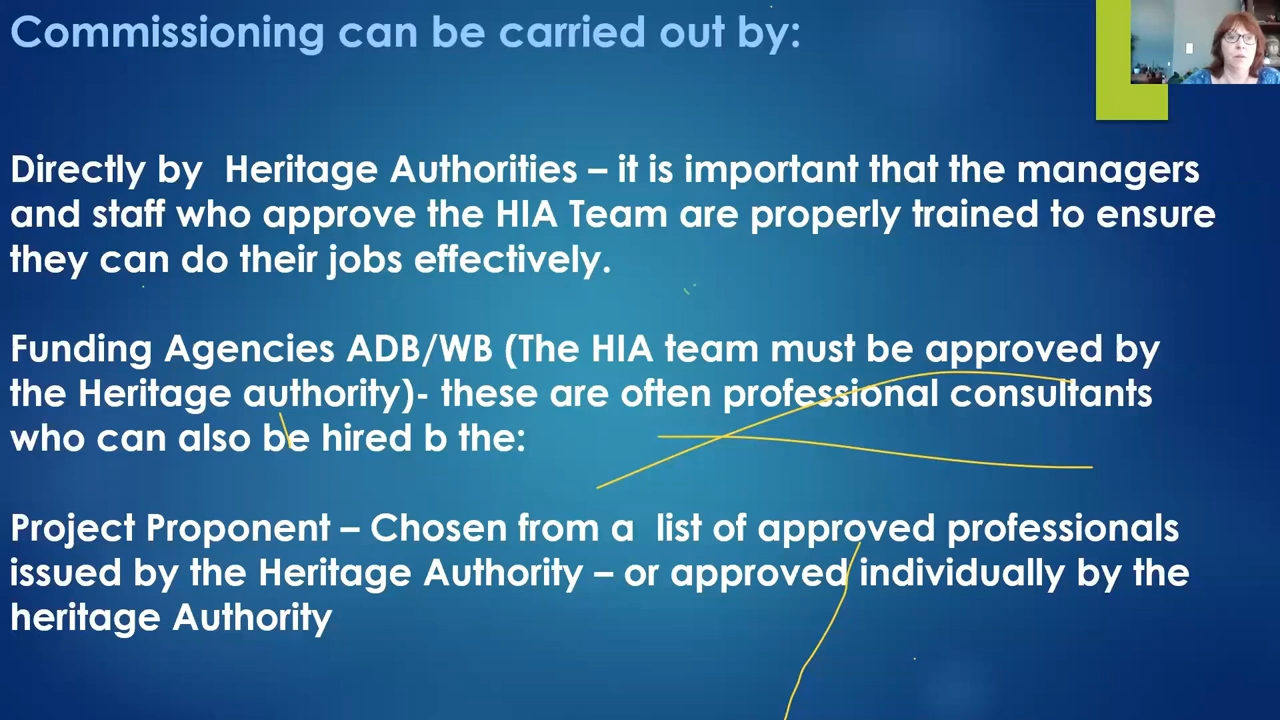 Commissioning can be carried out by:
Directly by  Heritage Authorities – it is important that the managers
and staff who approve the HIA Team are properly trained to ensure
they can do their jobs effectively.
Funding Agencies ADB/WB (The HIA team must be approved by
the Heritage authority)- these are often professional consultants
who can also be hired b the:
Project Proponent – Chosen from a  list of approved professionals
issued by the Heritage Authority – or approved individually by the
heritage Authority